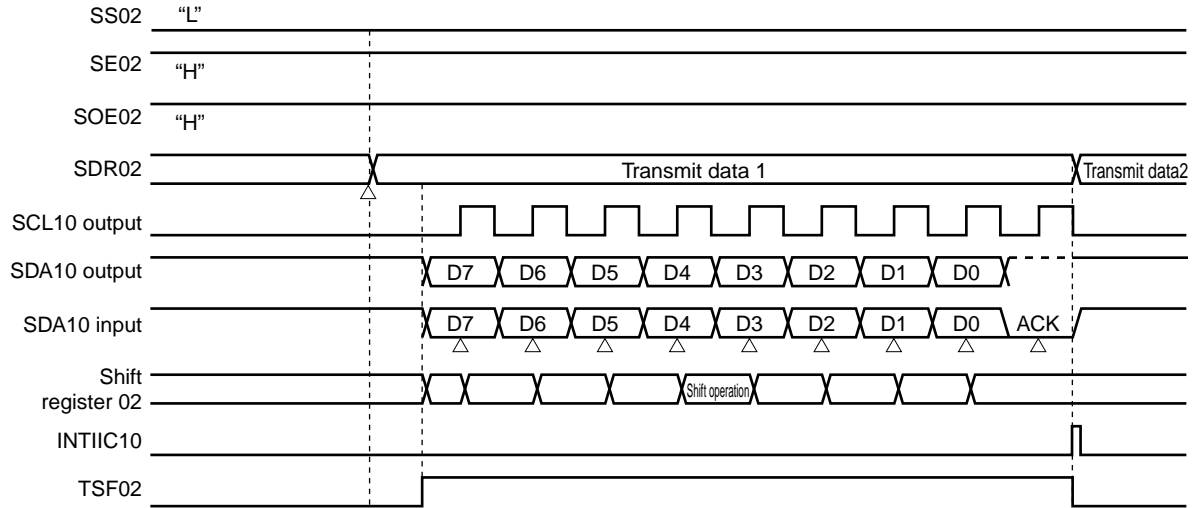 SS02 “L”
SE02 “H”
SOE02 “H”
SDR02 Transmit data 1 Transmit data2
SCL10 output
SDA10 output D7 D6 D5 D4 D3 D2 D1 D0
SDA10 input D7 D6 D5 D4 D3 D2 D1 D0 ACK
Shift
register 02 Shift operation
INTIIC10
TSF02